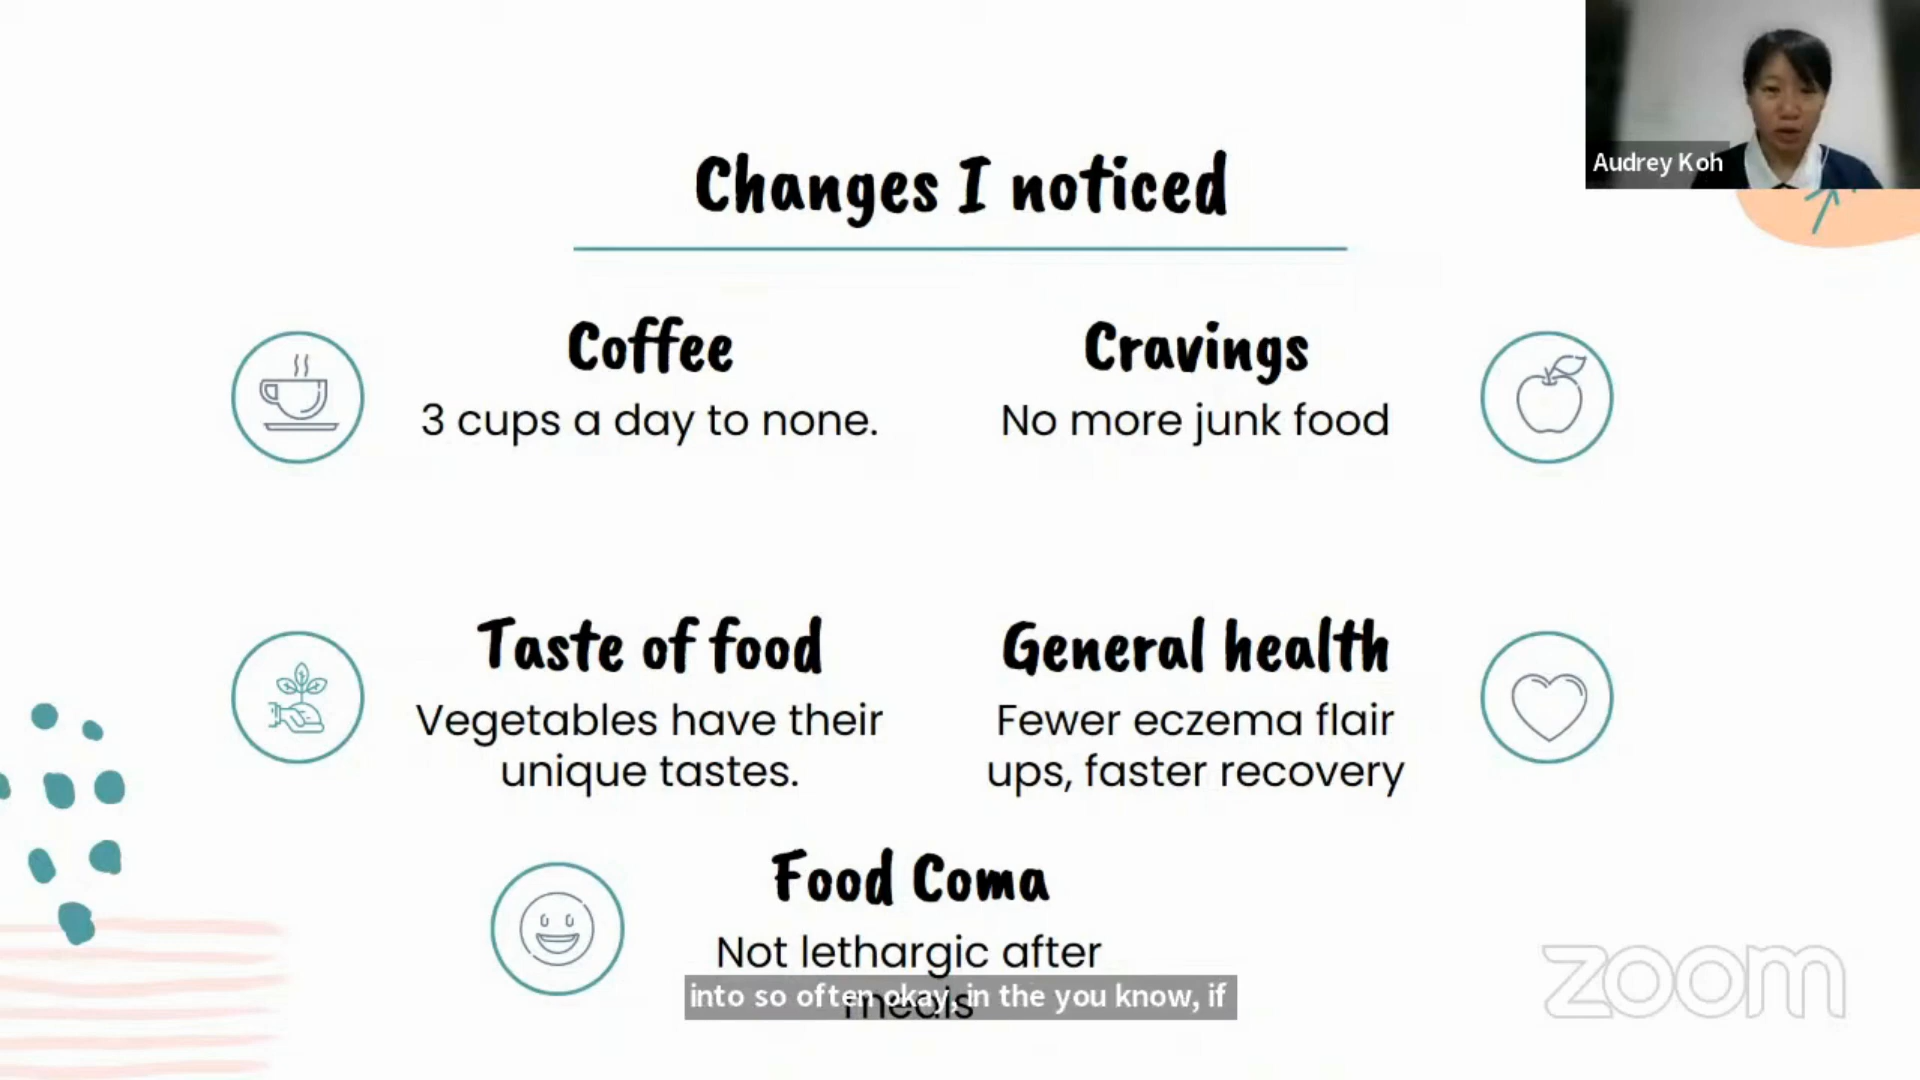 Audrey Koh
Changes I noticed
Coffee
3 cups a day to none.
Cravings
No more junk food
Taste of food
Vegetables have their
unique tastes.
General health
Fewer eczema flair
ups, faster recovery
Food Coma
Not lethargic after
meals
into so often okay, in the you know, if
zoom